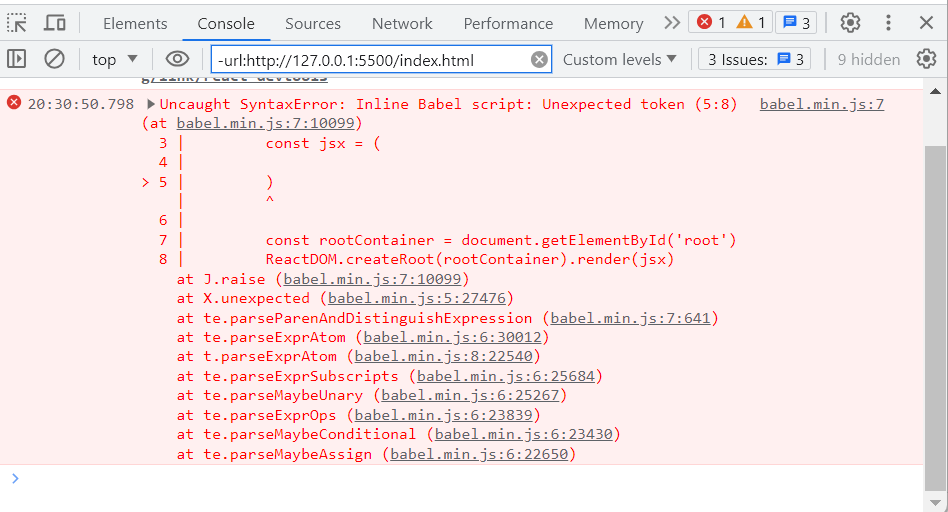 Elements Console Sources Network Performance Memory 1 1 3
top -url:http://127.0.0.1:5500/index.html Custom levels 3 Issues: 3 9 hidden
g/link/react-devtools
20:30:50.798 Uncaught SyntaxError: Inline Babel script: Unexpected token (5:8) babel.min.js:7
(at babel.min.js:7:10099)
3 | const jsx = (
4 |
> 5 | )
| ^
6 |
7 | const rootContainer = document.getElementById('root')
8 | ReactDOM.createRoot(rootContainer).render(jsx)
at J.raise (babel.min.js:7:10099)
at X.unexpected (babel.min.js:5:27476)
at te.parseParenAndDistinguishExpression (babel.min.js:7:641)
at te.parseExprAtom (babel.min.js:6:30012)
at t.parseExprAtom (babel.min.js:8:22540)
at te.parseExprSubscripts (babel.min.js:6:25684)
at te.parseMaybeUnary (babel.min.js:6:25267)
at te.parseExprOps (babel.min.js:6:23839)
at te.parseMaybeConditional (babel.min.js:6:23430)
at te.parseMaybeAssign (babel.min.js:6:22650)
>